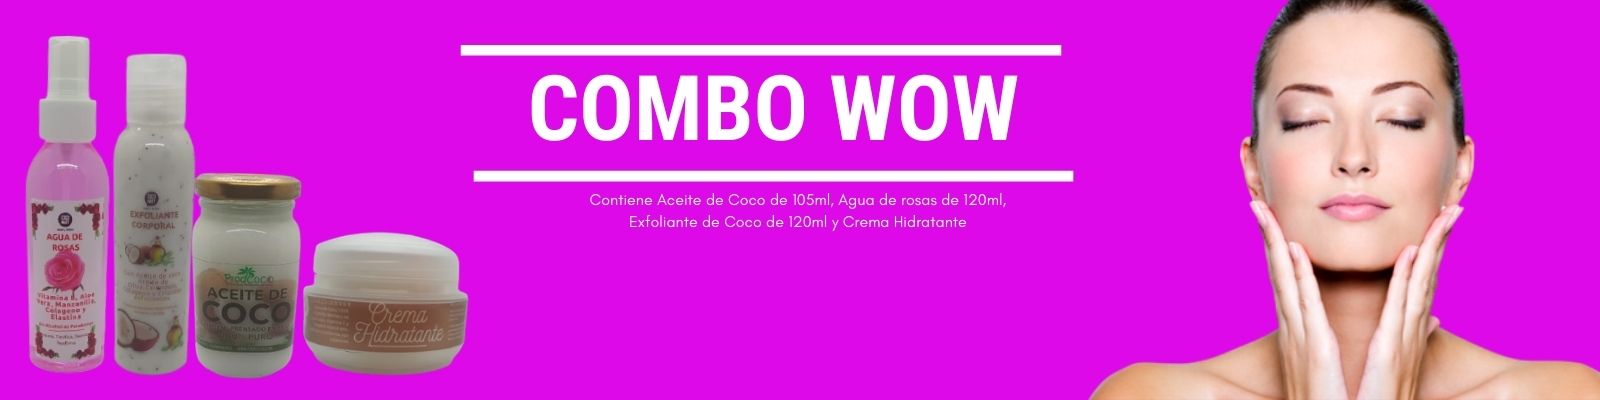 COMBO WOW
Contiene Aceite de Coco de 105ml, Agua de rosas de 120ml,
Exfoliante de Coco de 120ml y Crema Hidratante
AGUA DE
ROSAS
Vitamina E, Aloe
Vera, Manzanilla,
Colágeno y
Elastina
EXFOLIANTE
CORPORAL
ProdCoco
ACEITE DE
COCO
Crema
Hidratante